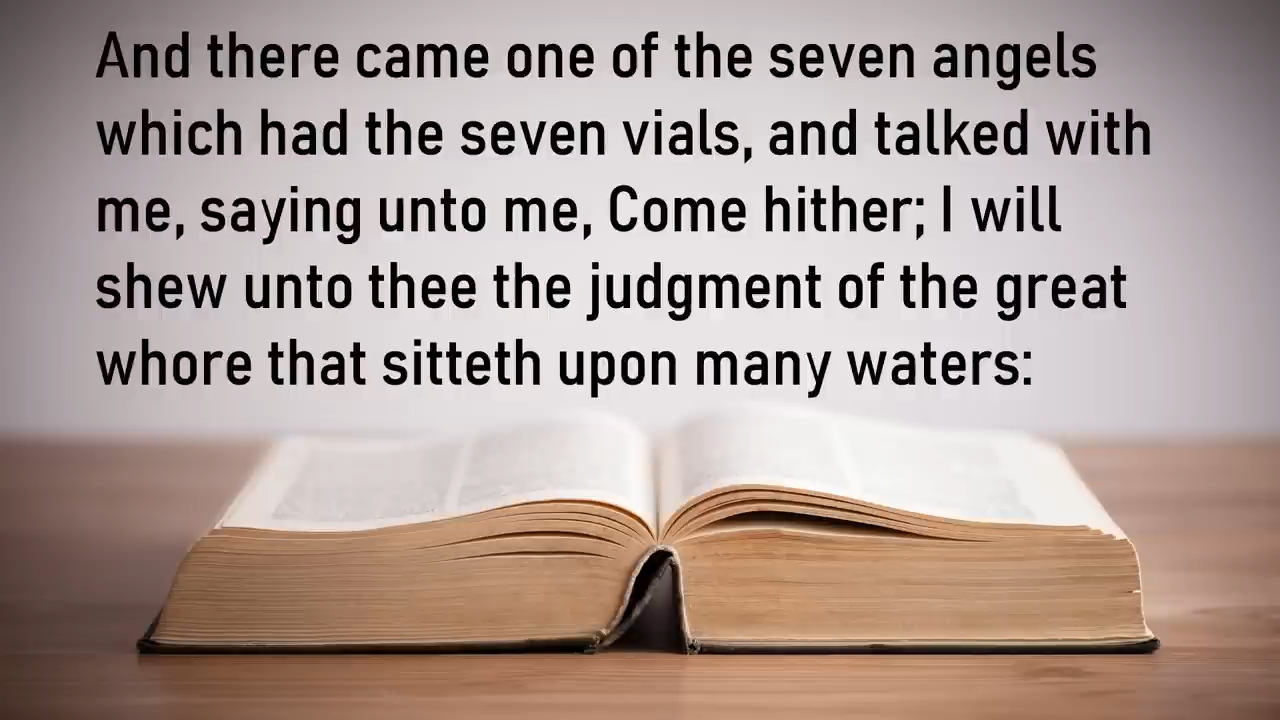 And there came one of the seven angels
which had the seven vials, and talked with
me, saying unto me, Come hither; I will
shew unto thee the judgment of the great
whore that sitteth upon many waters: